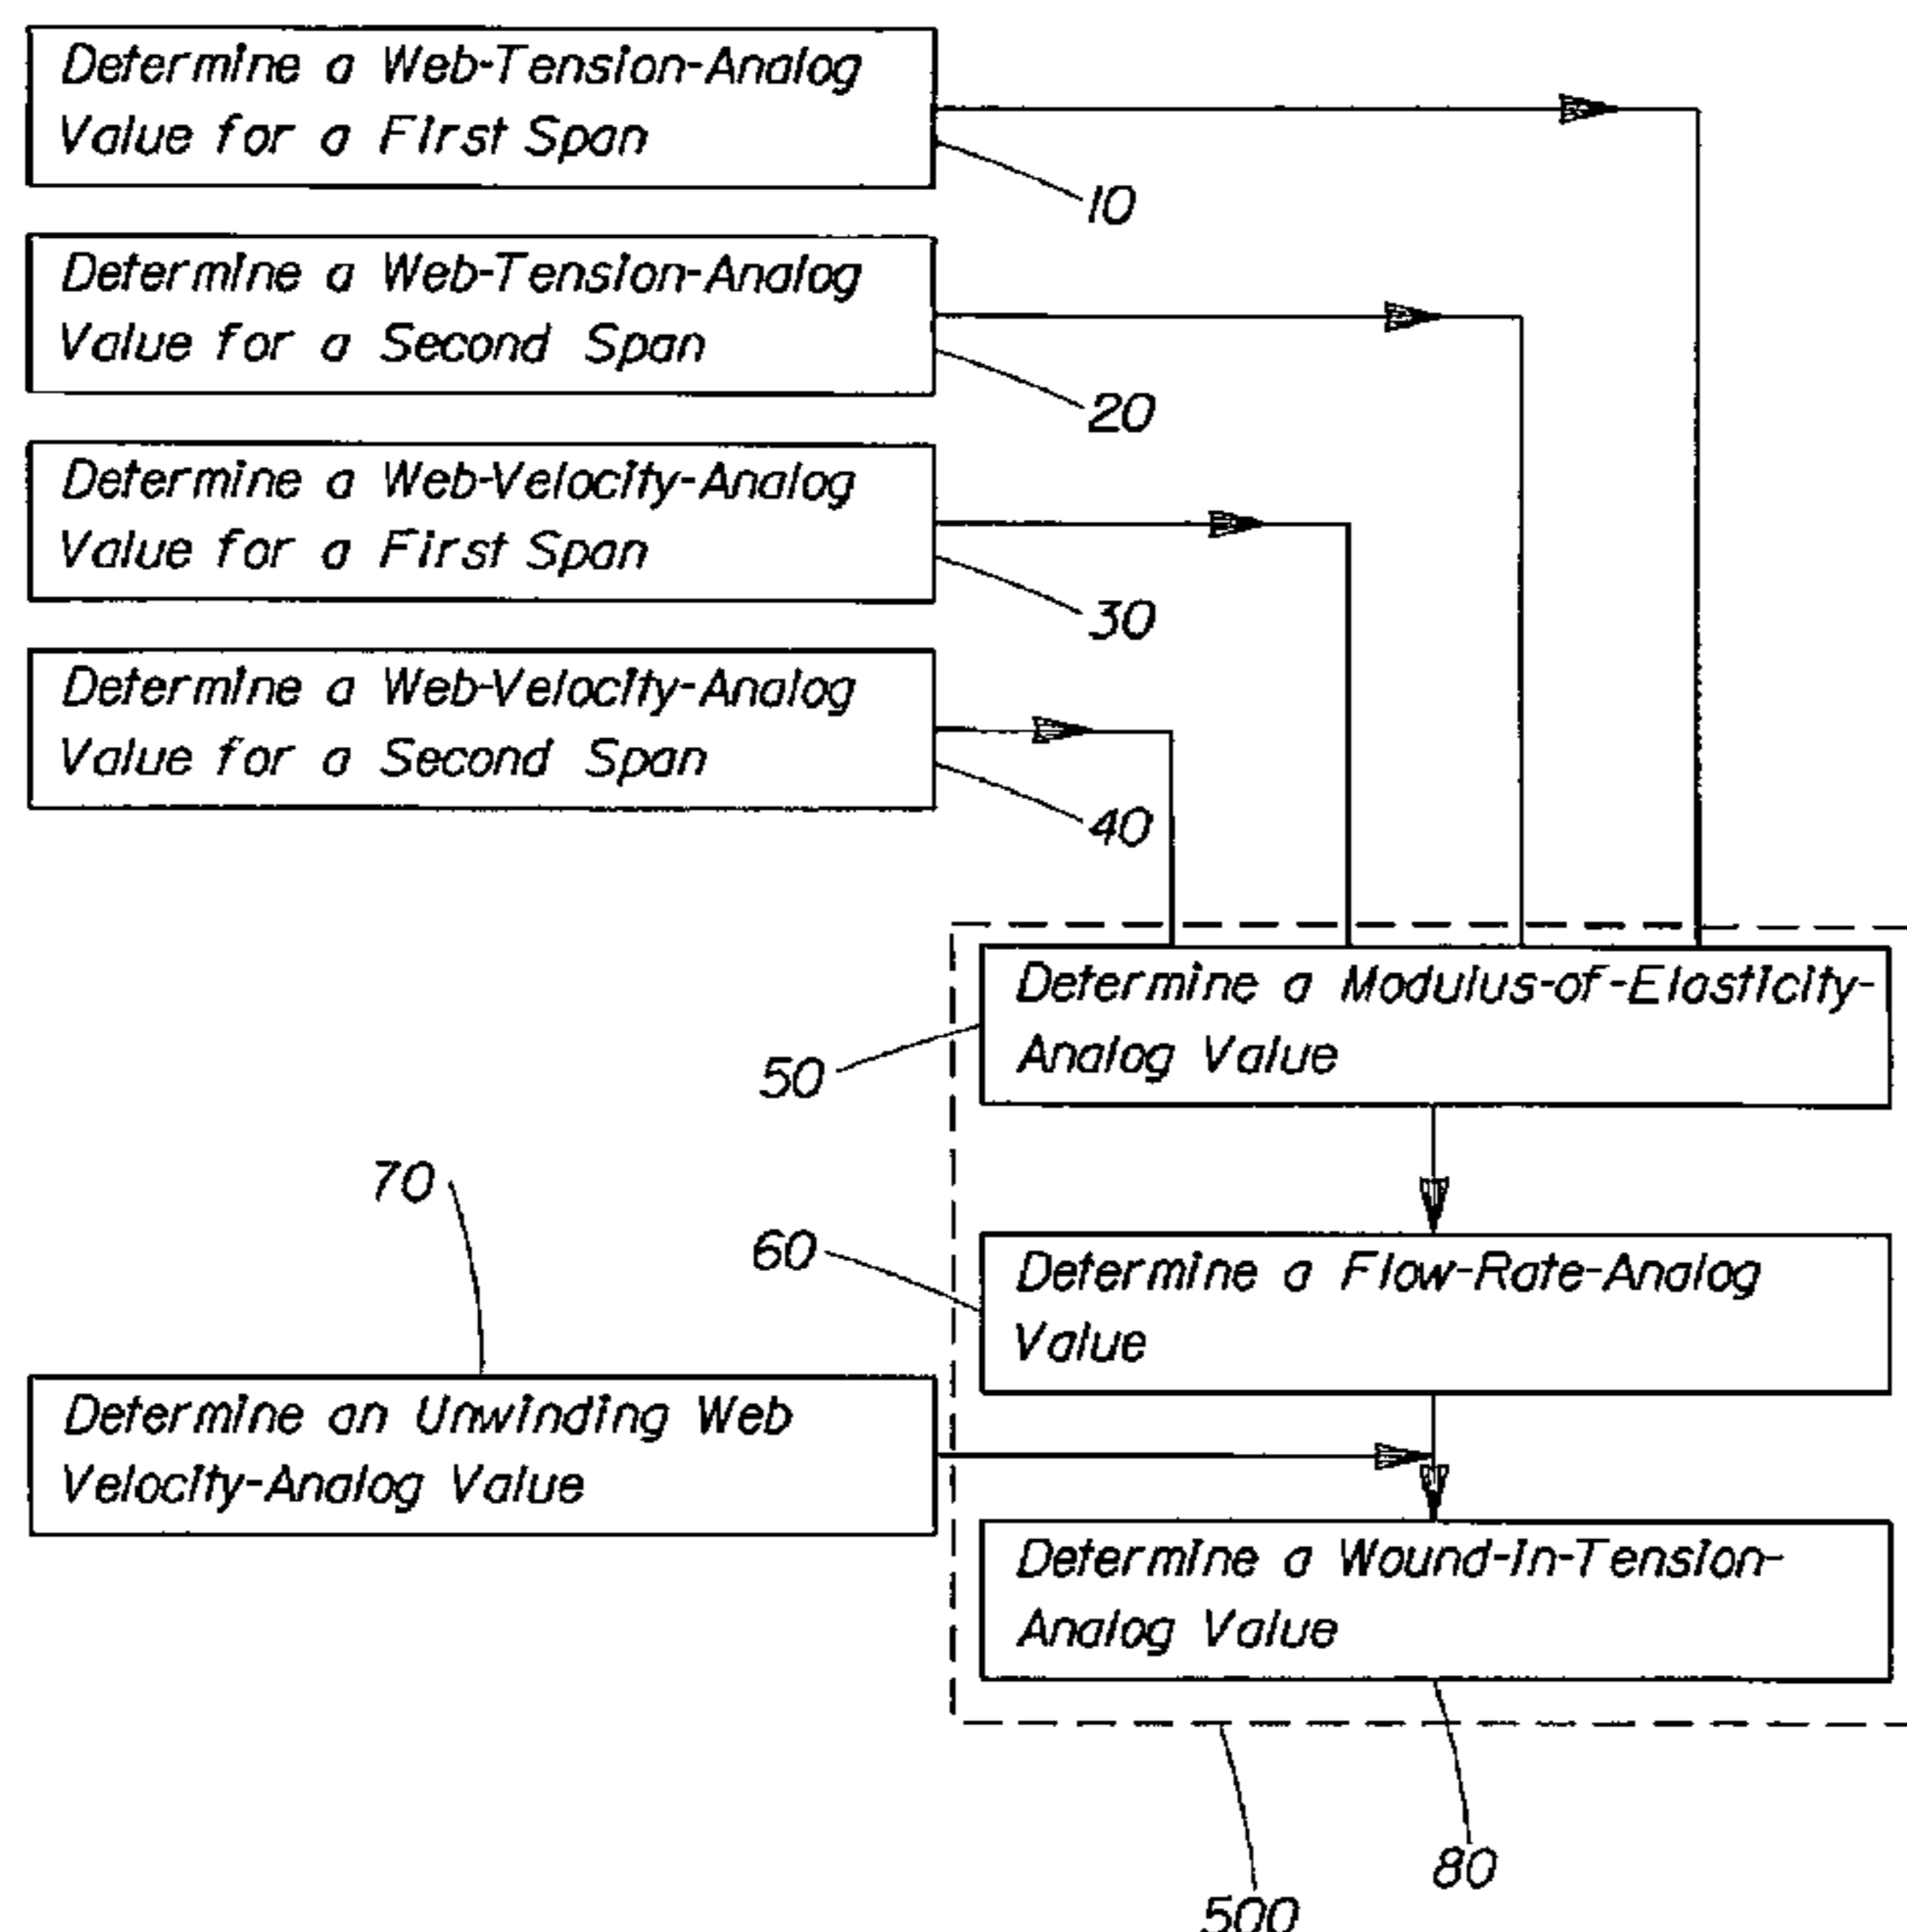 Determine a Web-Tension-Analog
Value for a First Span
10
Determine a Web-Tension-Analog
Value for a Second Span
20
Determine a Web-Velocity-Analog
Value for a First Span
30
Determine a Web-Velocity-Analog
Value for a Second Span
40
Determine a Modulus-of-Elasticity-
Analog Value
50
70
60
Determine a Flow-Rate-Analog
Value
Determine an Unwinding Web
Velocity-Analog Value
Determine a Wound-in-Tension-
Analog Value
80
500